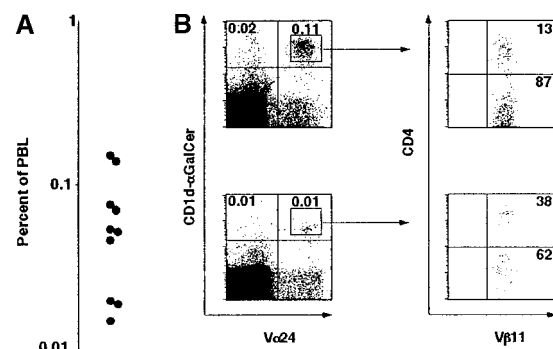 A
1
0.1
0.01
Percent of PBL
B
0.02 0.11
0.01 0.01
CD1d-αGalCer
Vα24
13
87
38
62
CD4
Vβ11